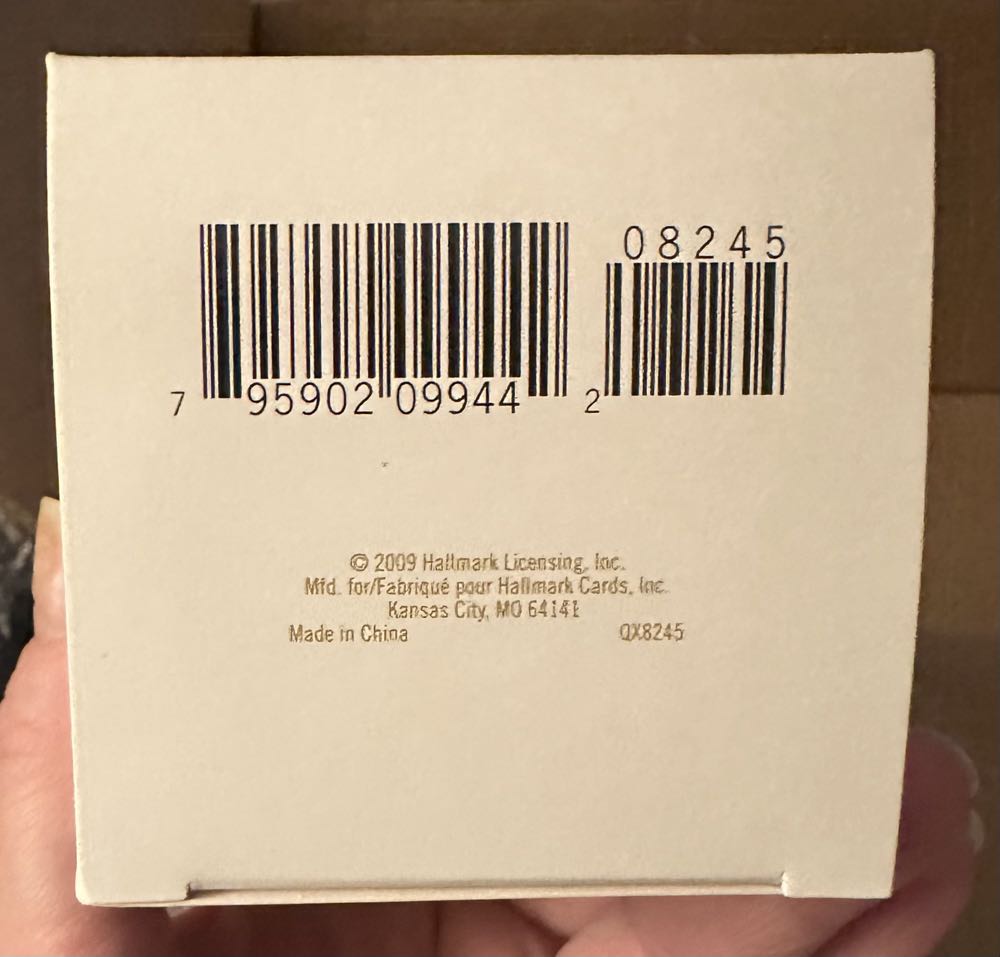 08245
7 95902 09944 2
© 2009 Hallmark Licensing, Inc.
Mfd. for/Fabriqué pour Hallmark Cards, Inc.
Kansas City, MO 64141
Made in China QX8245